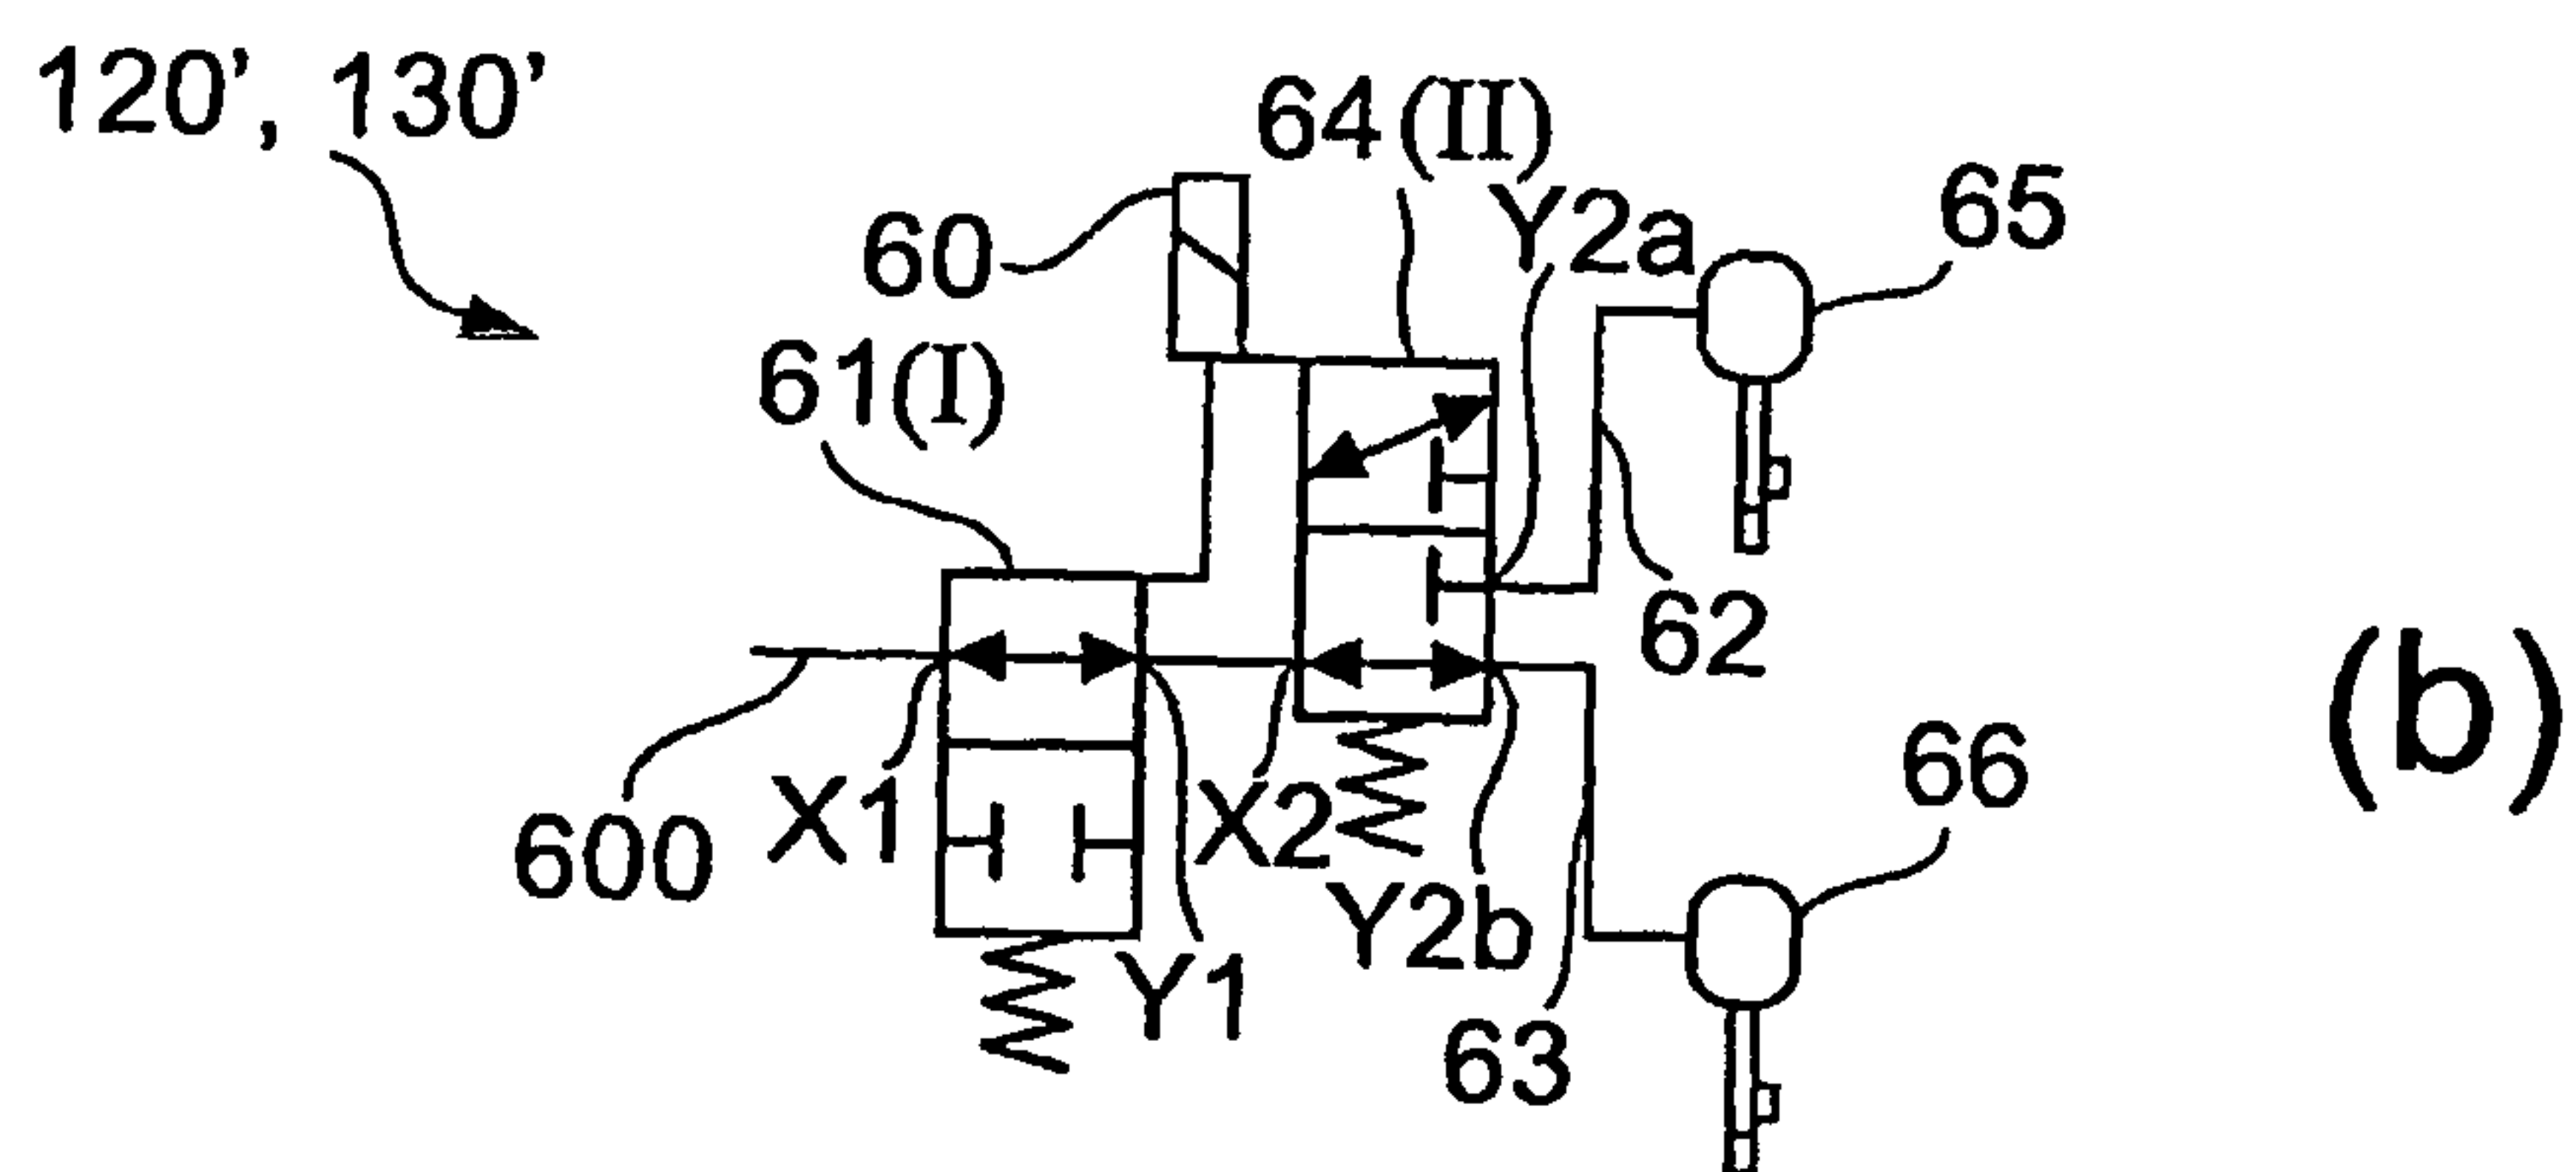 120’, 130’
64(II)
Y2a
65
60
61(I)
62
(b)
600
X1
X2
66
Y2b
Y1
63